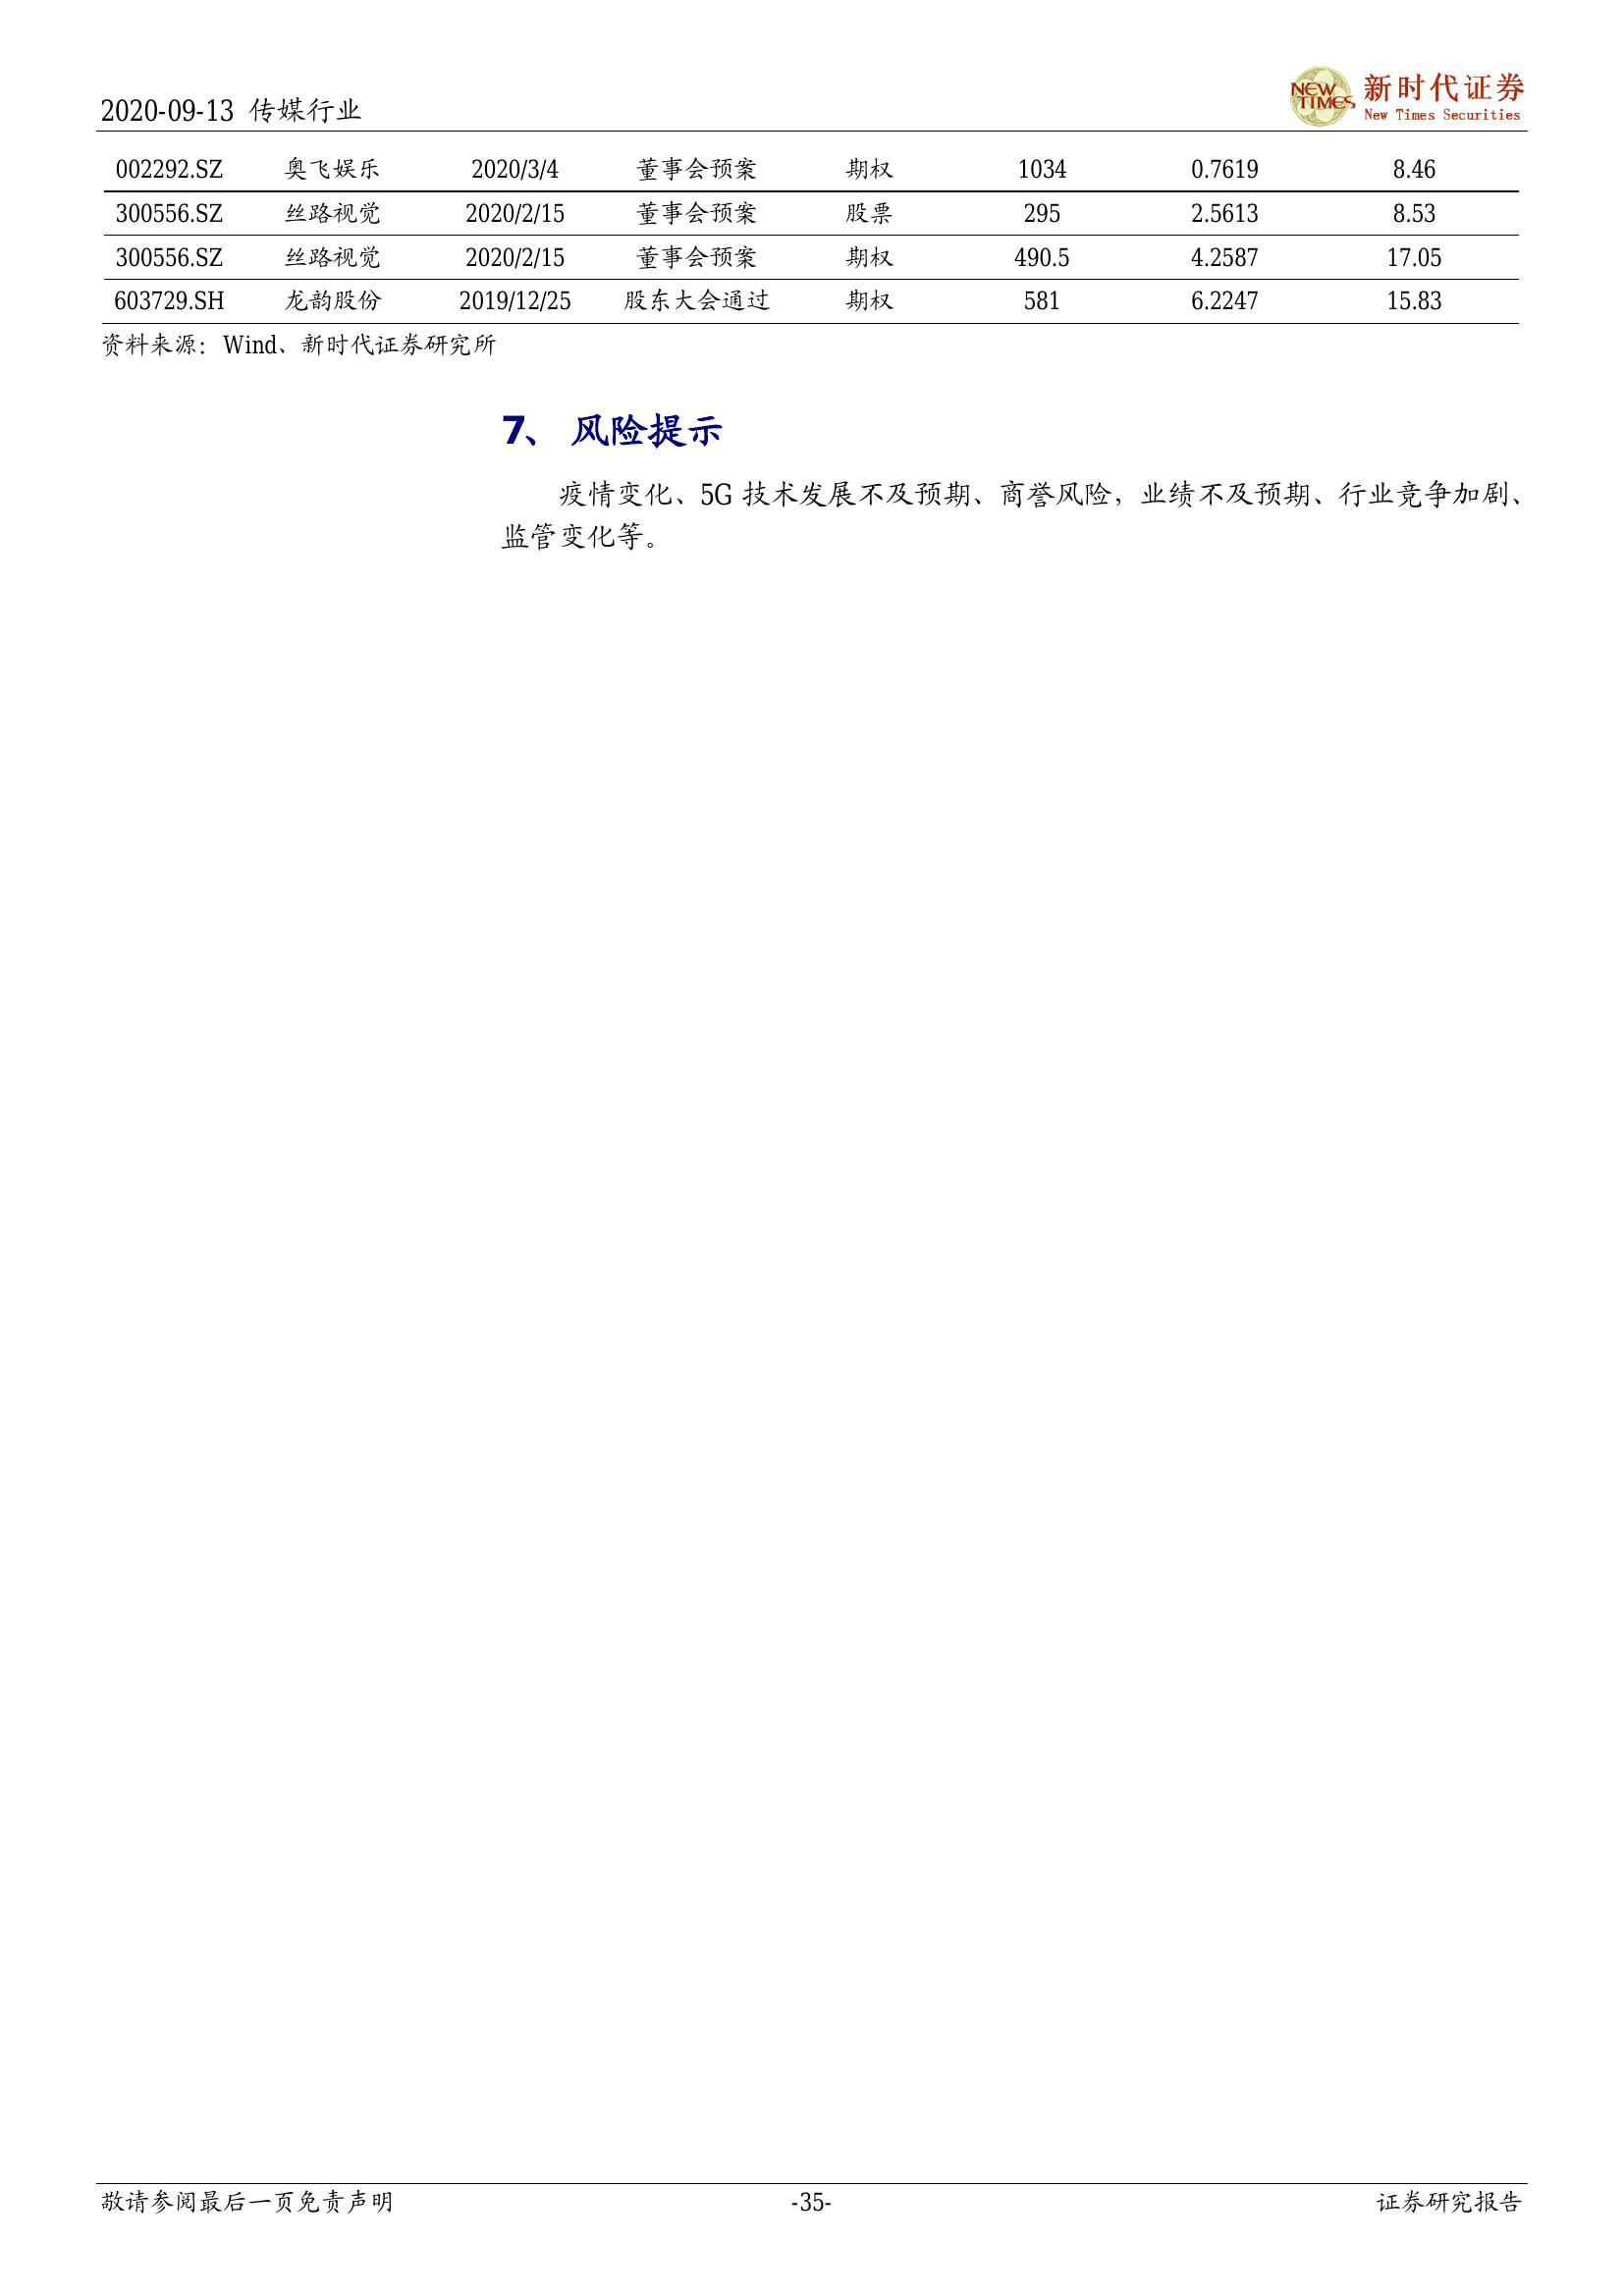 2020-09-13 传媒行业
NEW TIMES 新时代证券
New Times Securities
002292.SZ 奥飞娱乐 2020/3/4 董事会预案 期权 1034 0.7619 8.46
300556.SZ 丝路视觉 2020/2/15 董事会预案 股票 295 2.5613 8.53
300556.SZ 丝路视觉 2020/2/15 董事会预案 期权 490.5 4.2587 17.05
603729.SH 龙韵股份 2019/12/25 股东大会通过 期权 581 6.2247 15.83
资料来源：Wind、新时代证券研究所
7、 风险提示
疫情变化、5G 技术发展不及预期、商誉风险，业绩不及预期、行业竞争加剧、
监管变化等。
敬请参阅最后一页免责声明 -35- 证券研究报告